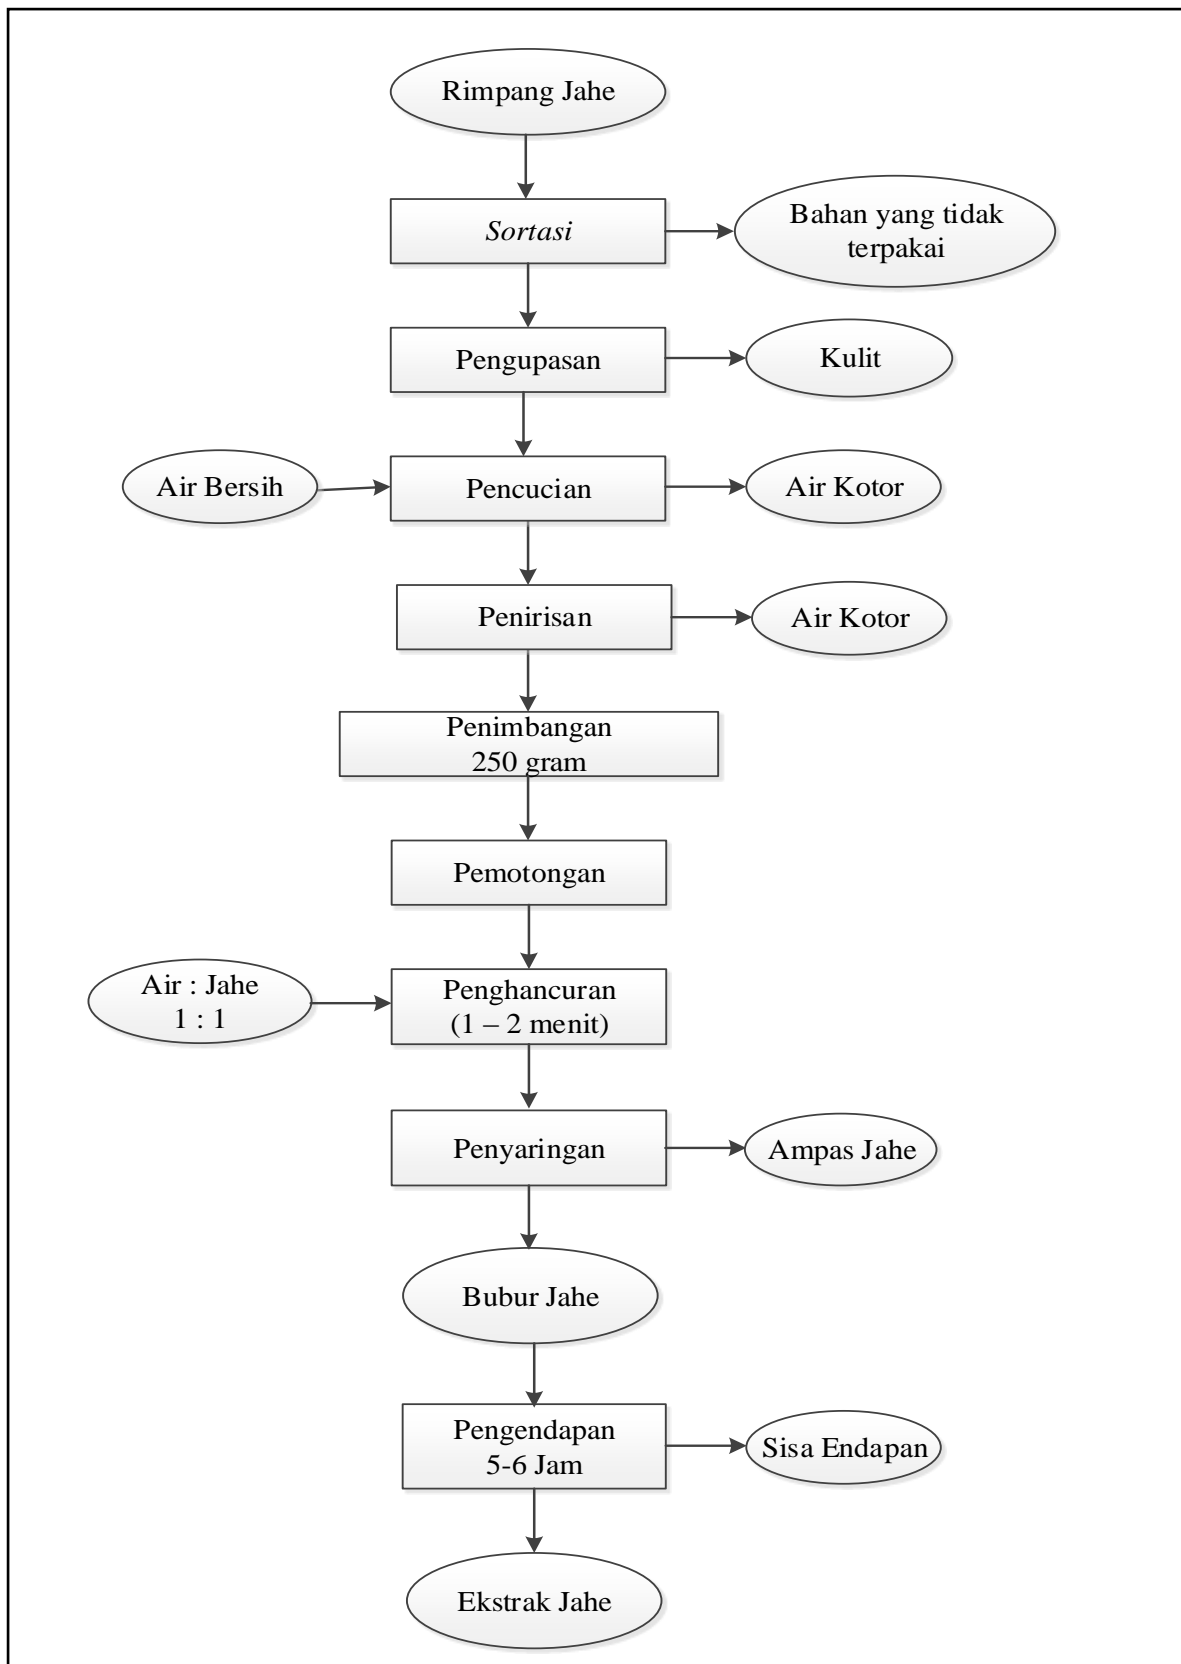 Rimpang Jahe
Sortasi
Bahan yang tidak
terpakai
Pengupasan
Kulit
Air Bersih
Pencucian
Air Kotor
Penirisan
Air Kotor
Penimbangan
250 gram
Pemotongan
Air : Jahe
1 : 1
Penghancuran
(1 – 2 menit)
Penyaringan
Ampas Jahe
Bubur Jahe
Pengendapan
5-6 Jam
Sisa Endapan
Ekstrak Jahe